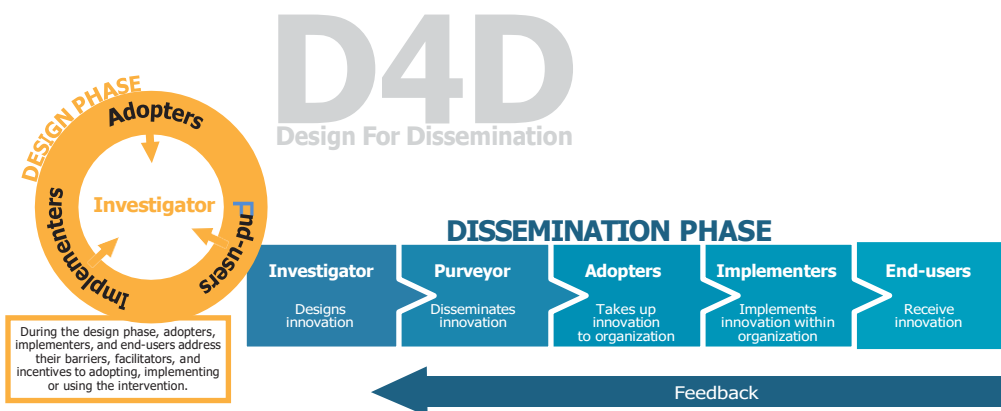 D4D
Design For Dissemination
DESIGN PHASE
Adopters
Investigator
Implementers
End-users
During the design phase, adopters,
implementers, and end-users address
their barriers, facilitators, and
incentives to adopting, implementing
or using the intervention.
DISSEMINATION PHASE
Investigator
Designs
innovation
Purveyor
Disseminates
innovation
Adopters
Takes up
innovation
to organization
Implementers
Implements
innovation within
organization
End-users
Receive
innovation
Feedback